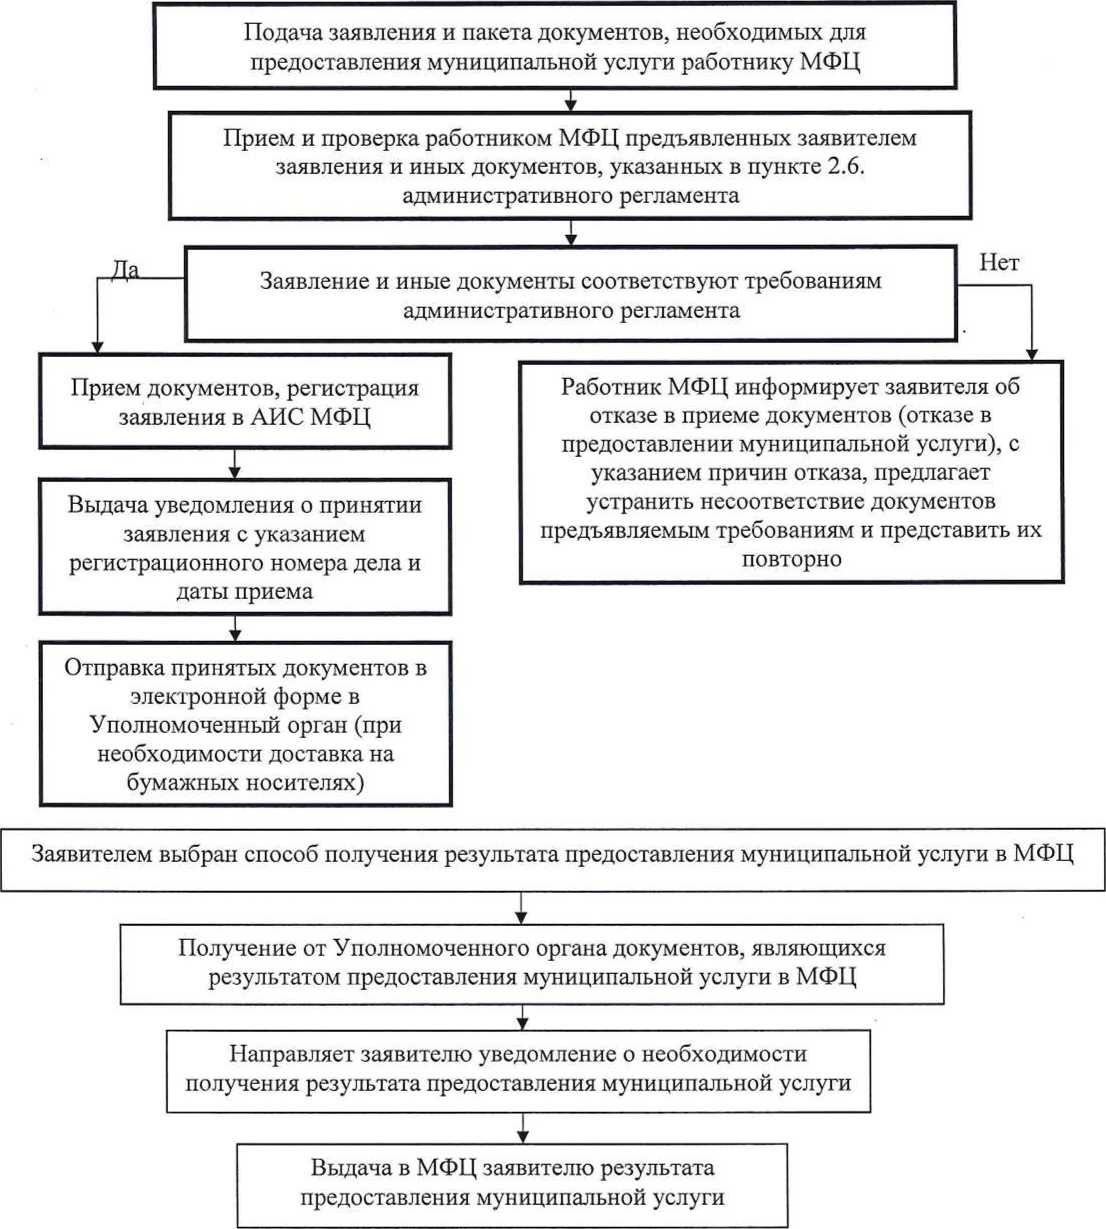 Подача заявления и пакета документов, необходимых для
предоставления муниципальной услуги работнику МФЦ
Прием и проверка работником МФЦ предъявленных заявителем
заявления и иных документов, указанных в пункте 2.6.
административного регламента
Да
Заявление и иные документы соответствуют требованиям
административного регламента
Нет
Прием документов, регистрация
заявления в АИС МФЦ
Выдача уведомления о принятии
заявления с указанием
регистрационного номера дела и
даты приема
Отправка принятых документов в
электронной форме в
Уполномоченный орган (при
необходимости доставка на
бумажных носителях)
Работник МФЦ информирует заявителя об
отказе в приеме документов (отказе в
предоставлении муниципальной услуги), с
указанием причин отказа, предлагает
устранить несоответствие документов
предъявляемым требованиям и представить их
повторно
Заявителем выбран способ получения результата предоставления муниципальной услуги в МФЦ
Получение от Уполномоченного органа документов, являющихся
результатом предоставления муниципальной услуги в МФЦ
Направляет заявителю уведомление о необходимости
получения результата предоставления муниципальной услуги
Выдача в МФЦ заявителю результата
предоставления муниципальной услуги